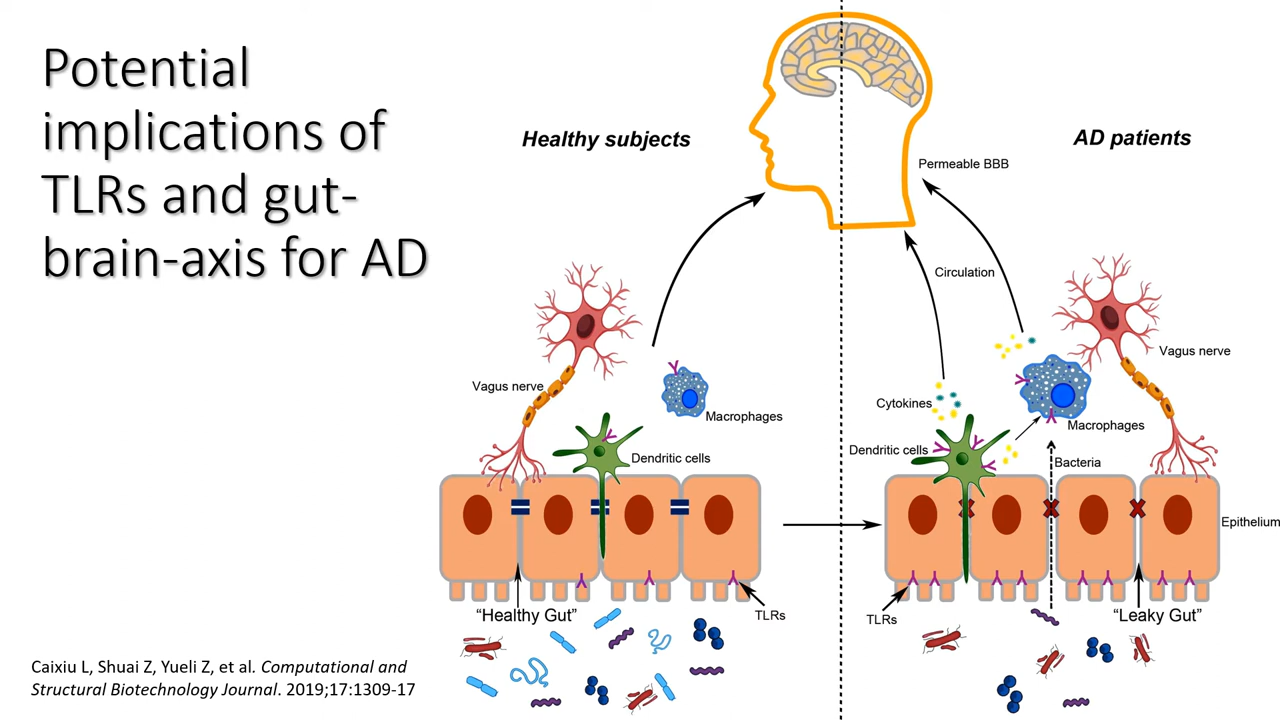 Potential
implications of
TLRs and gut-
brain-axis for AD
Healthy subjects
AD patients
Permeable BBB
Circulation
Vagus nerve
Macrophages
Dendritic cells
Vagus nerve
Cytokines
Macrophages
Dendritic cells
Bacteria
Epithelium
"Healthy Gut"
TLRs
TLRs
"Leaky Gut"
Caixiu L, Shuai Z, Yueli Z, et al. Computational and
Structural Biotechnology Journal. 2019;17:1309-17